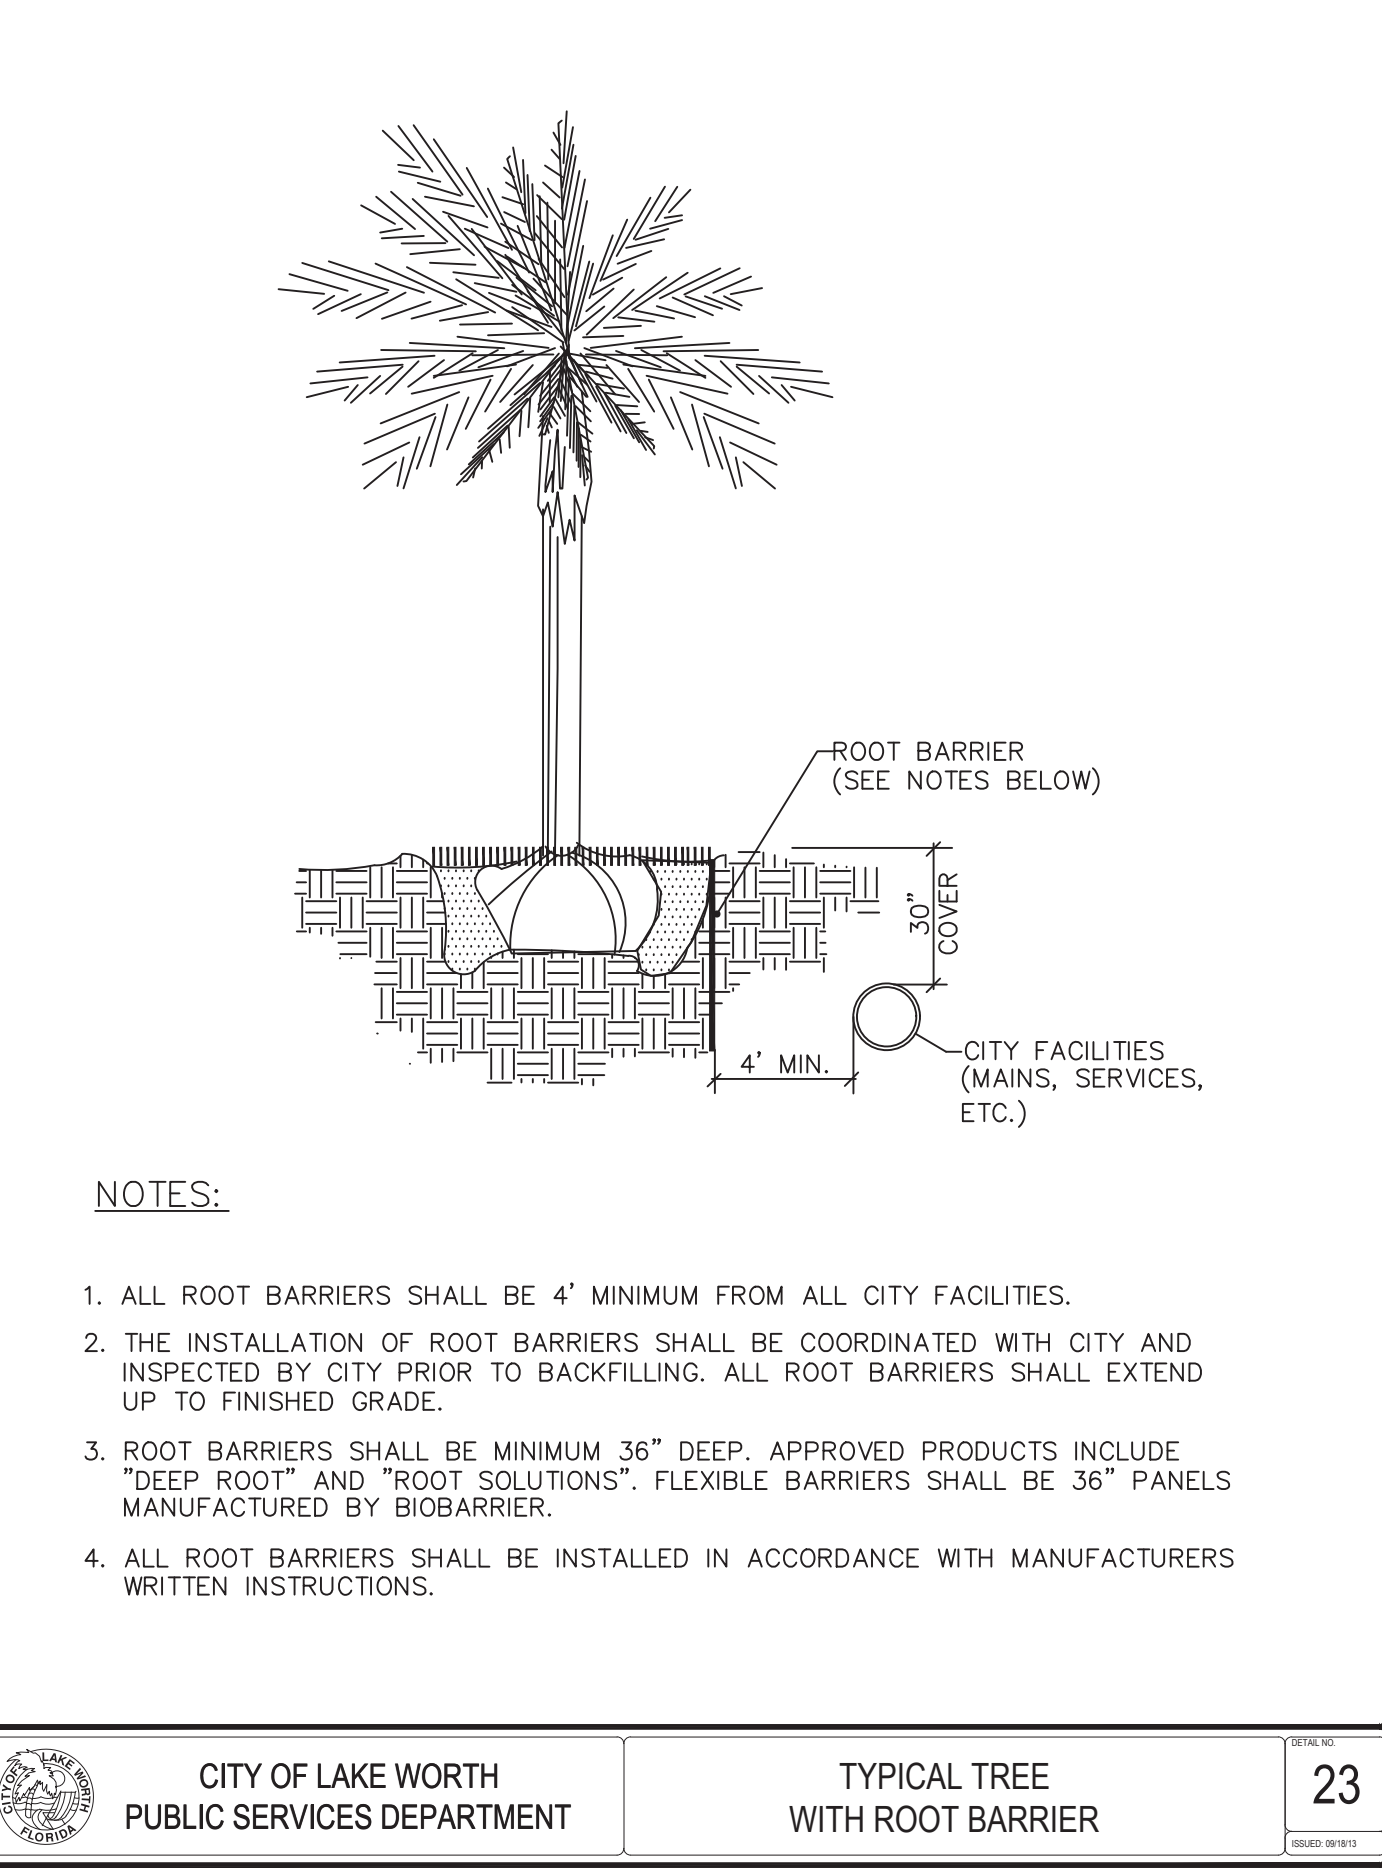 ROOT BARRIER
(SEE NOTES BELOW)
30" COVER
4' MIN.
CITY FACILITIES
(MAINS, SERVICES,
ETC.)
NOTES:
1. ALL ROOT BARRIERS SHALL BE 4' MINIMUM FROM ALL CITY FACILITIES.
2. THE INSTALLATION OF ROOT BARRIERS SHALL BE COORDINATED WITH CITY AND
INSPECTED BY CITY PRIOR TO BACKFILLING. ALL ROOT BARRIERS SHALL EXTEND
UP TO FINISHED GRADE.
3. ROOT BARRIERS SHALL BE MINIMUM 36" DEEP. APPROVED PRODUCTS INCLUDE
"DEEP ROOT" AND "ROOT SOLUTIONS". FLEXIBLE BARRIERS SHALL BE 36" PANELS
MANUFACTURED BY BIOBARRIER.
4. ALL ROOT BARRIERS SHALL BE INSTALLED IN ACCORDANCE WITH MANUFACTURERS
WRITTEN INSTRUCTIONS.
CITY OF LAKE WORTH
FLORIDA
CITY OF LAKE WORTH
PUBLIC SERVICES DEPARTMENT
TYPICAL TREE
WITH ROOT BARRIER
DETAIL NO.
23
ISSUED: 09/18/13